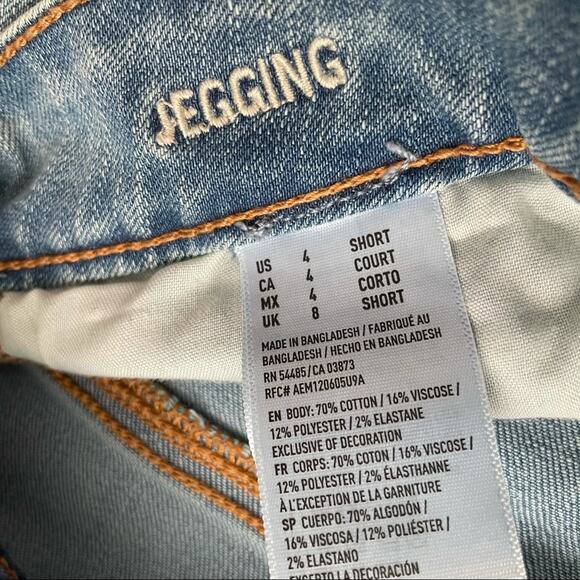 JEGGING
US 4 SHORT
CA 4 COURT
MX 4 CORTO
UK 8 SHORT
MADE IN BANGLADESH / FABRIQUÉ AU
BANGLADESH / HECHO EN BANGLADESH
RN 54485 / CA 03873
RFC# AEM120605U9A
EN BODY: 70% COTTON / 16% VISCOSE /
12% POLYESTER / 2% ELASTANE
EXCLUSIVE OF DECORATION
FR CORPS: 70% COTON / 16% VISCOSE /
12% POLYESTER / 2% ÉLASTHANNE
À L'EXCEPTION DE LA GARNITURE
SP CUERPO: 70% ALGODÓN /
16% VISCOSA / 12% POLIÉSTER /
2% ELASTANO
EXCEPTO LA DECORACIÓN